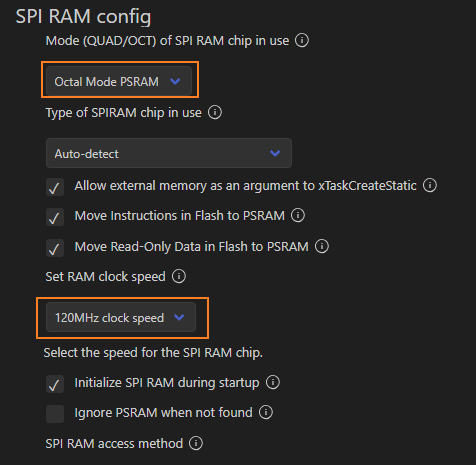 SPI RAM config
Mode (QUAD/OCT) of SPI RAM chip in use
Octal Mode PSRAM
Type of SPIRAM chip in use
Auto-detect
Allow external memory as an argument to xTaskCreateStatic
Move Instructions in Flash to PSRAM
Move Read-Only Data in Flash to PSRAM
Set RAM clock speed
120MHz clock speed
Select the speed for the SPI RAM chip.
Initialize SPI RAM during startup
Ignore PSRAM when not found
SPI RAM access method